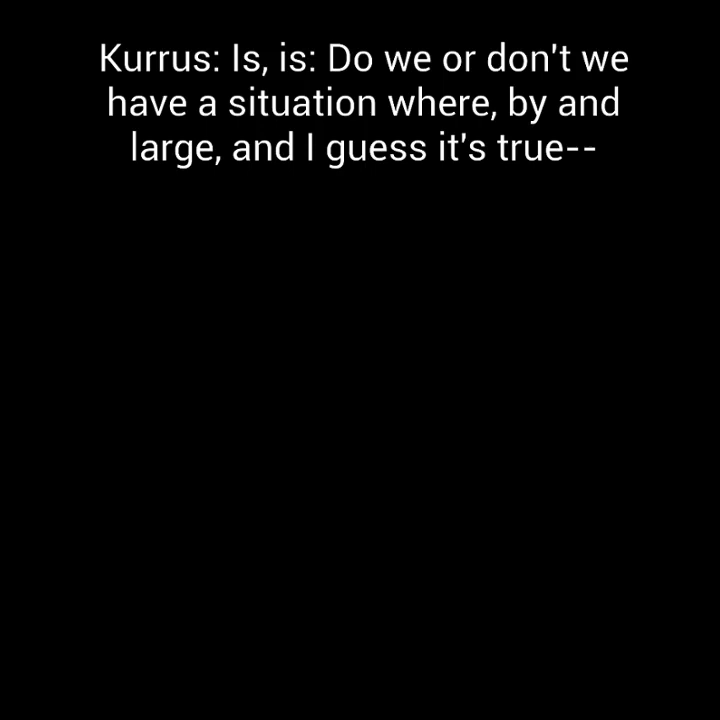 Kurrus: Is, is: Do we or don't we
have a situation where, by and
large, and I guess it's true--